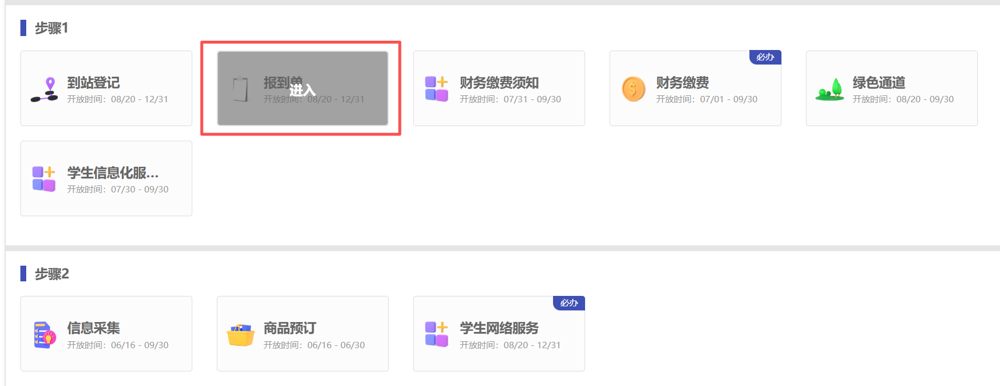 步骤1
到站登记
开放时间：08/20 - 12/31
报到单
进入
开放时间：08/20 - 12/31
财务缴费须知
开放时间：07/31 - 09/30
必办
财务缴费
开放时间：07/01 - 09/30
绿色通道
开放时间：08/20 - 09/30
学生信息化服...
开放时间：07/30 - 09/30
步骤2
信息采集
开放时间：06/16 - 09/30
商品预订
开放时间：06/16 - 06/30
必办
学生网络服务
开放时间：08/20 - 12/31